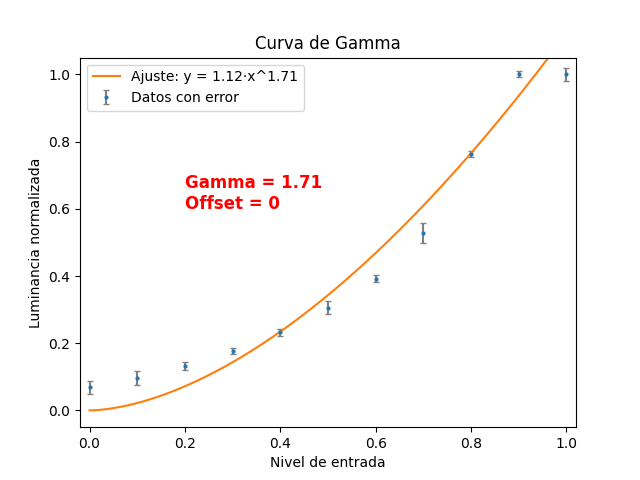 Curva de Gamma
Ajuste: y = 1.12·x^1.71
Datos con error
Gamma = 1.71
Offset = 0
Luminancia normalizada
1.0
0.8
0.6
0.4
0.2
0.0
0.0 0.2 0.4 0.6 0.8 1.0
Nivel de entrada